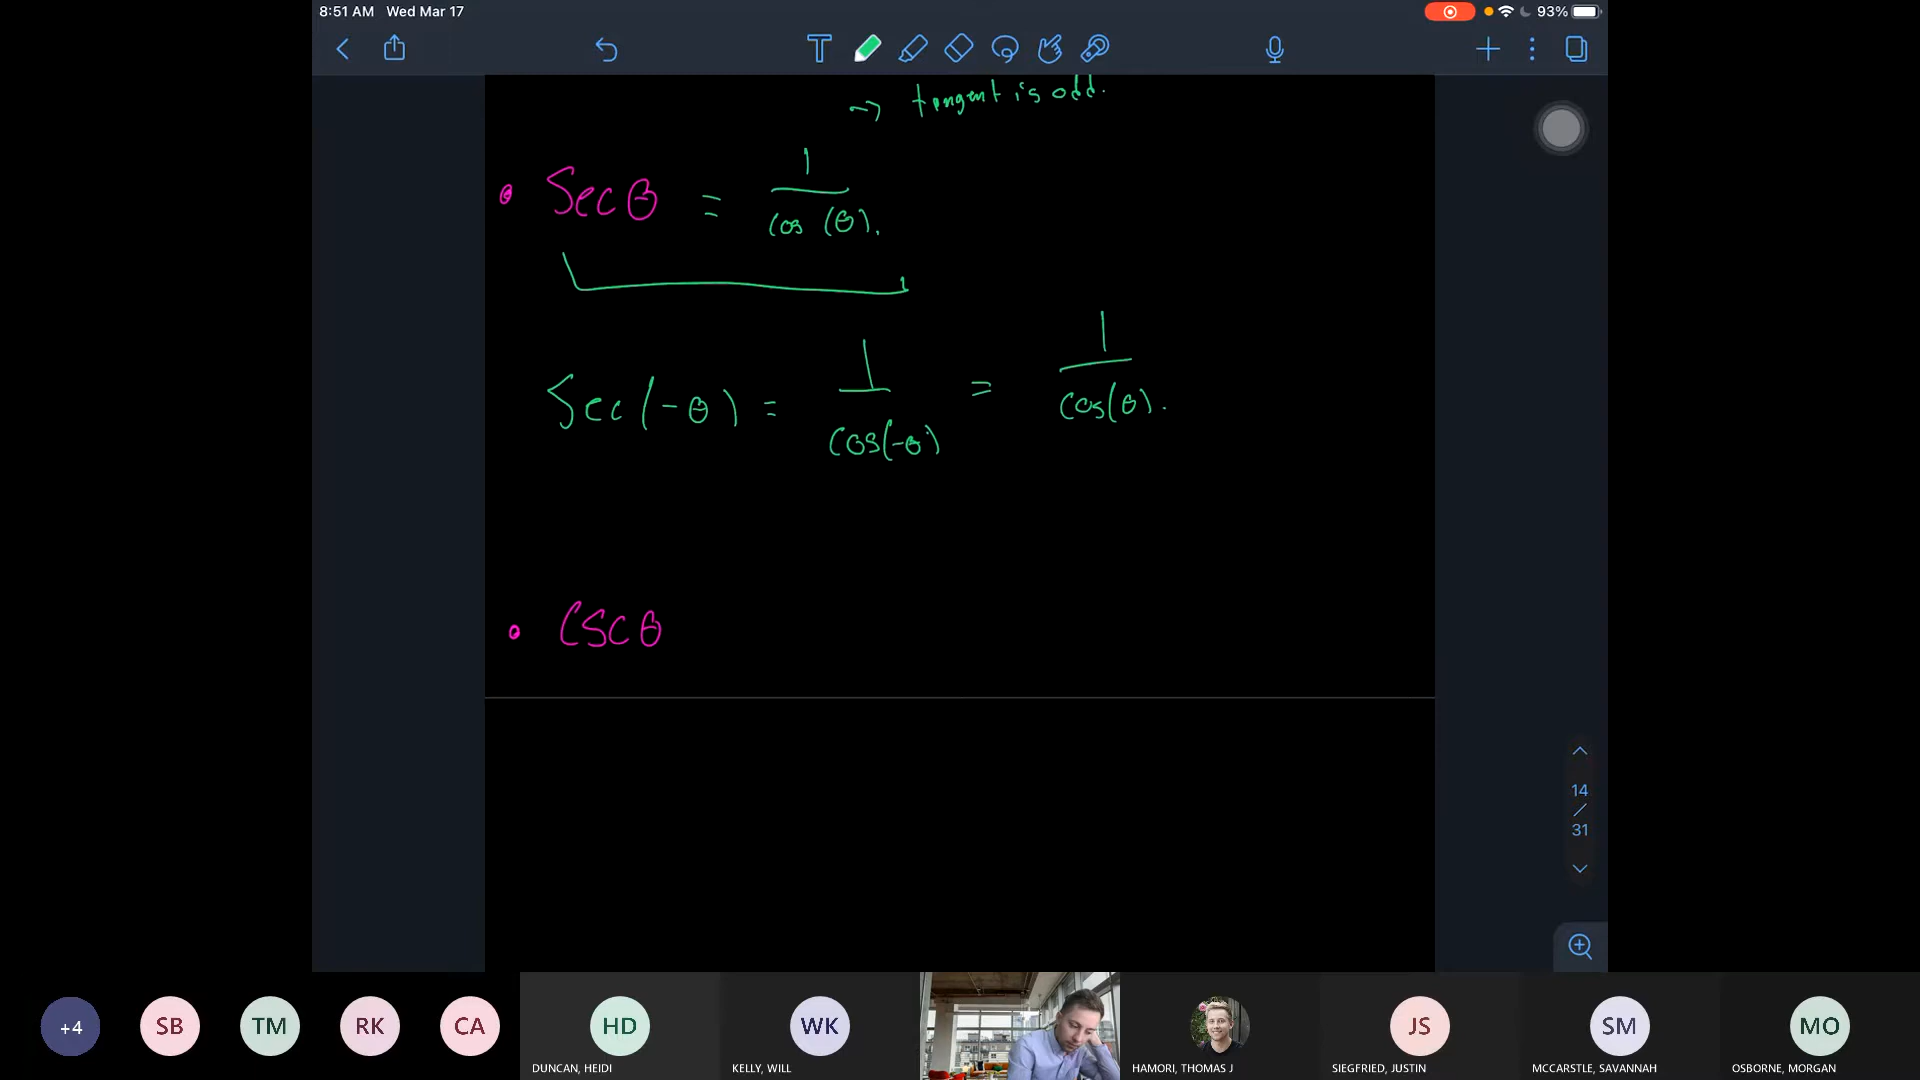 8:51 AM Wed Mar 17
93%
→ tangent is odd.
• Sec θ = 1 / cos (θ).
Sec(-θ) = 1 / cos(-θ) = 1 / cos(θ).
• CSC θ
14
/
31
+4
SB
TM
RK
CA
HD
WK
JS
SM
MO
DUNCAN, HEIDI
KELLY, WILL
HAMORI, THOMAS J
SIEGFRIED, JUSTIN
MCCARSTLE, SAVANNAH
OSBORNE, MORGAN